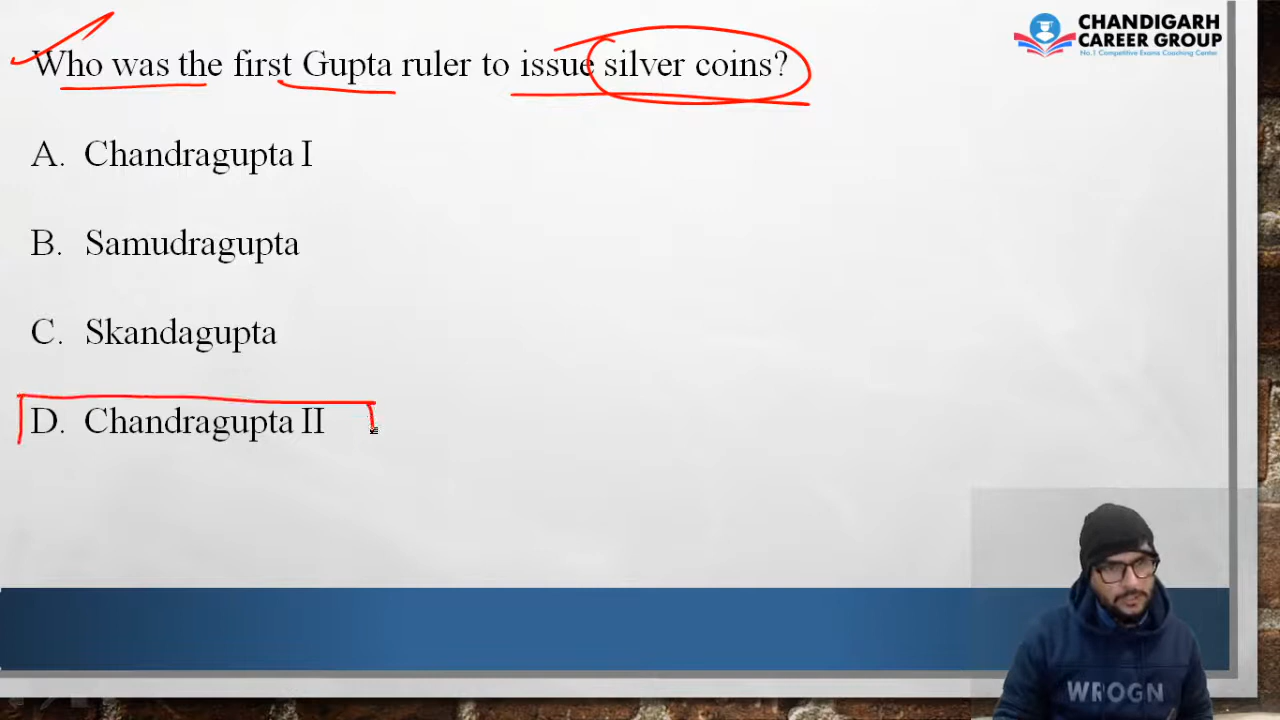 CHANDIGARH
CAREER GROUP
No.1 Competitive Exams Coaching Center
Who was the first Gupta ruler to issue silver coins?
A. Chandragupta I
B. Samudragupta
C. Skandagupta
D. Chandragupta II
WROGN